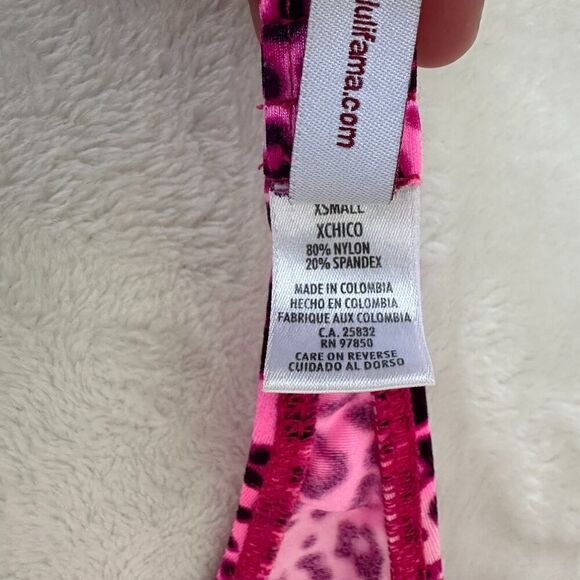 lulifama.com
XSMALL
XCHICO
80% NYLON
20% SPANDEX
MADE IN COLOMBIA
HECHO EN COLOMBIA
FABRIQUE AUX COLOMBIA
C.A. 25832
RN 97850
CARE ON REVERSE
CUIDADO AL DORSO